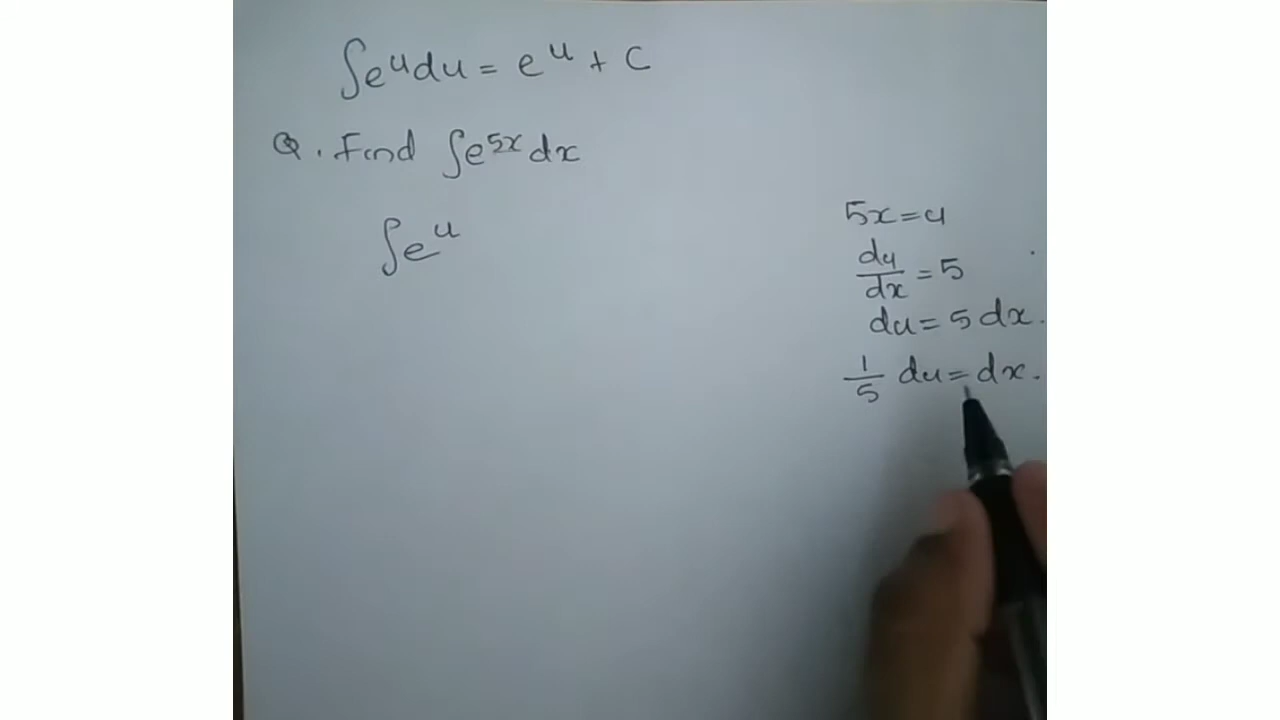 ∫e^u du = e^u + C
Q. Find ∫e^5x dx
∫e^u
5x = u
du/dx = 5
du = 5 dx.
1/5 du = dx.